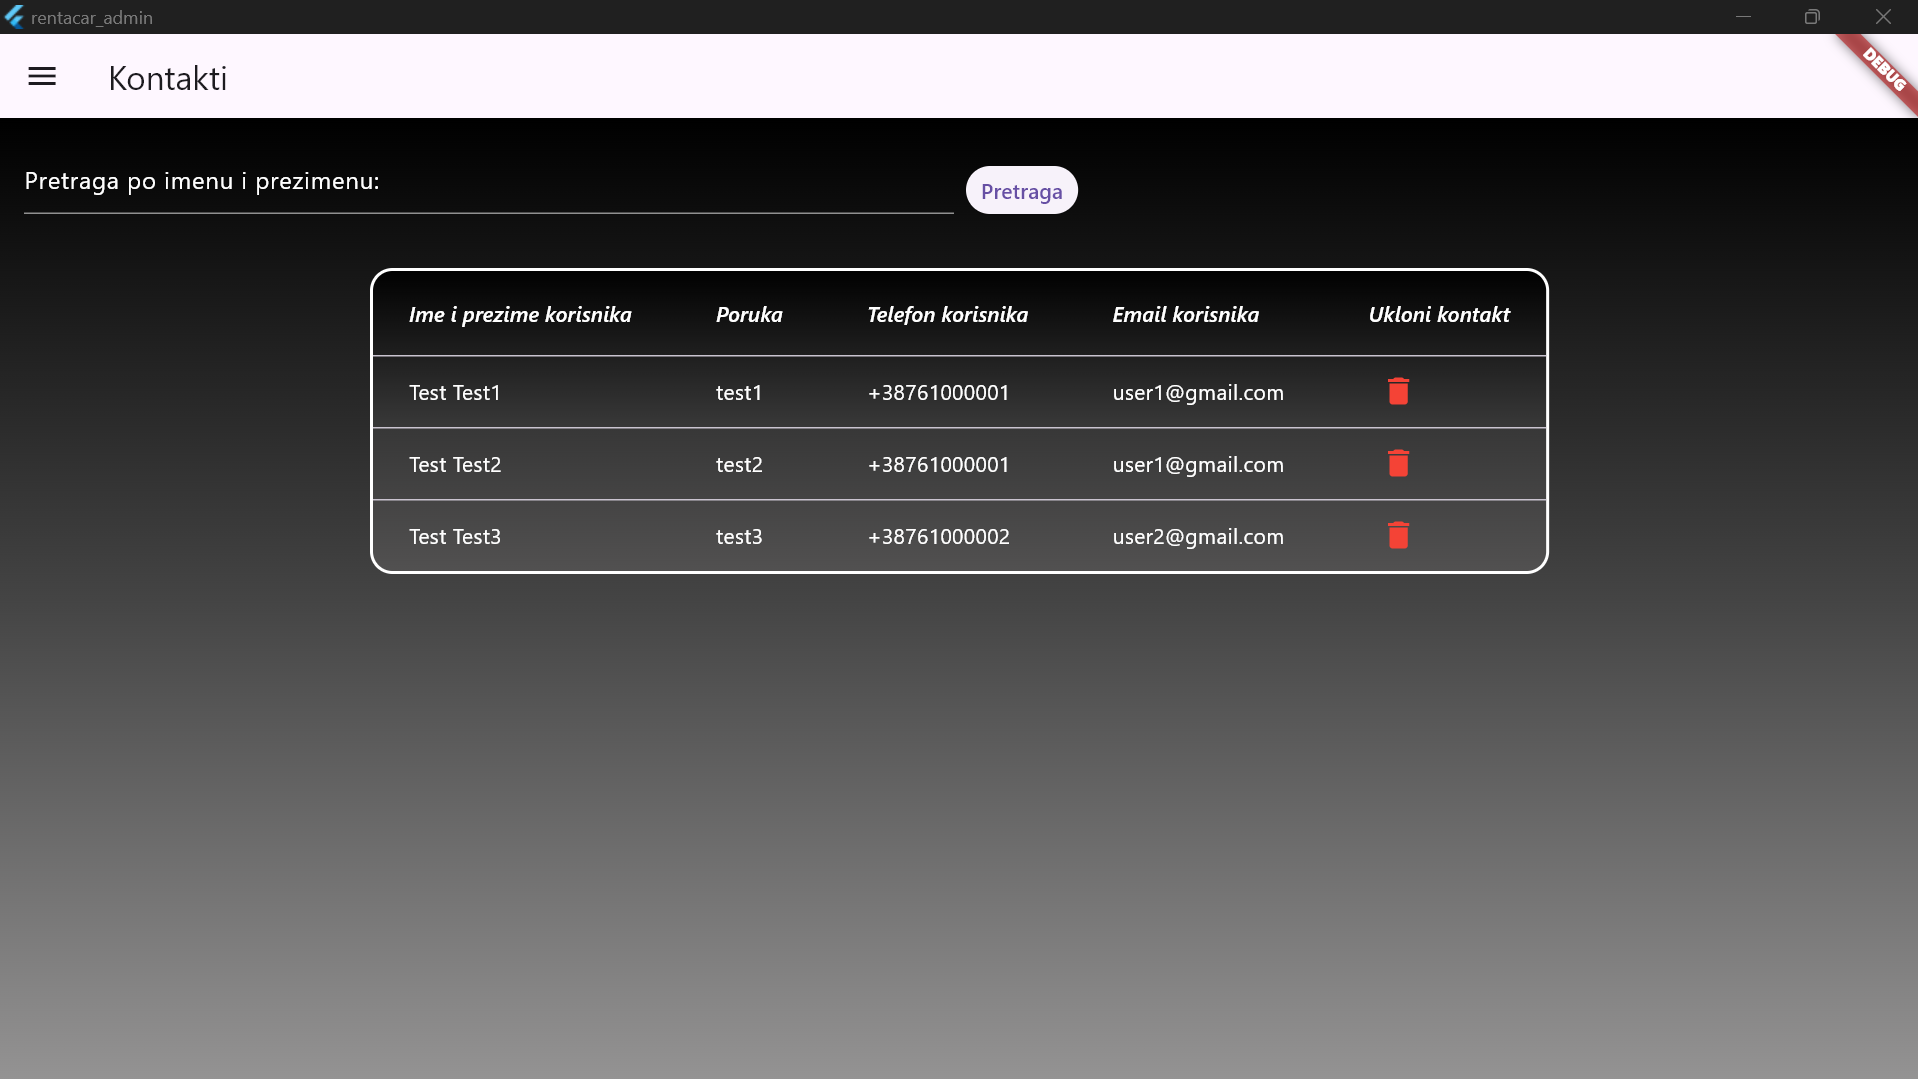 rentacar_admin
Kontakti
DEBUG
Pretraga po imenu i prezimenu:
Pretraga
Ime i prezime korisnika Poruka Telefon korisnika Email korisnika Ukloni kontakt
Test Test1 test1 +38761000001 user1@gmail.com
Test Test2 test2 +38761000001 user1@gmail.com
Test Test3 test3 +38761000002 user2@gmail.com